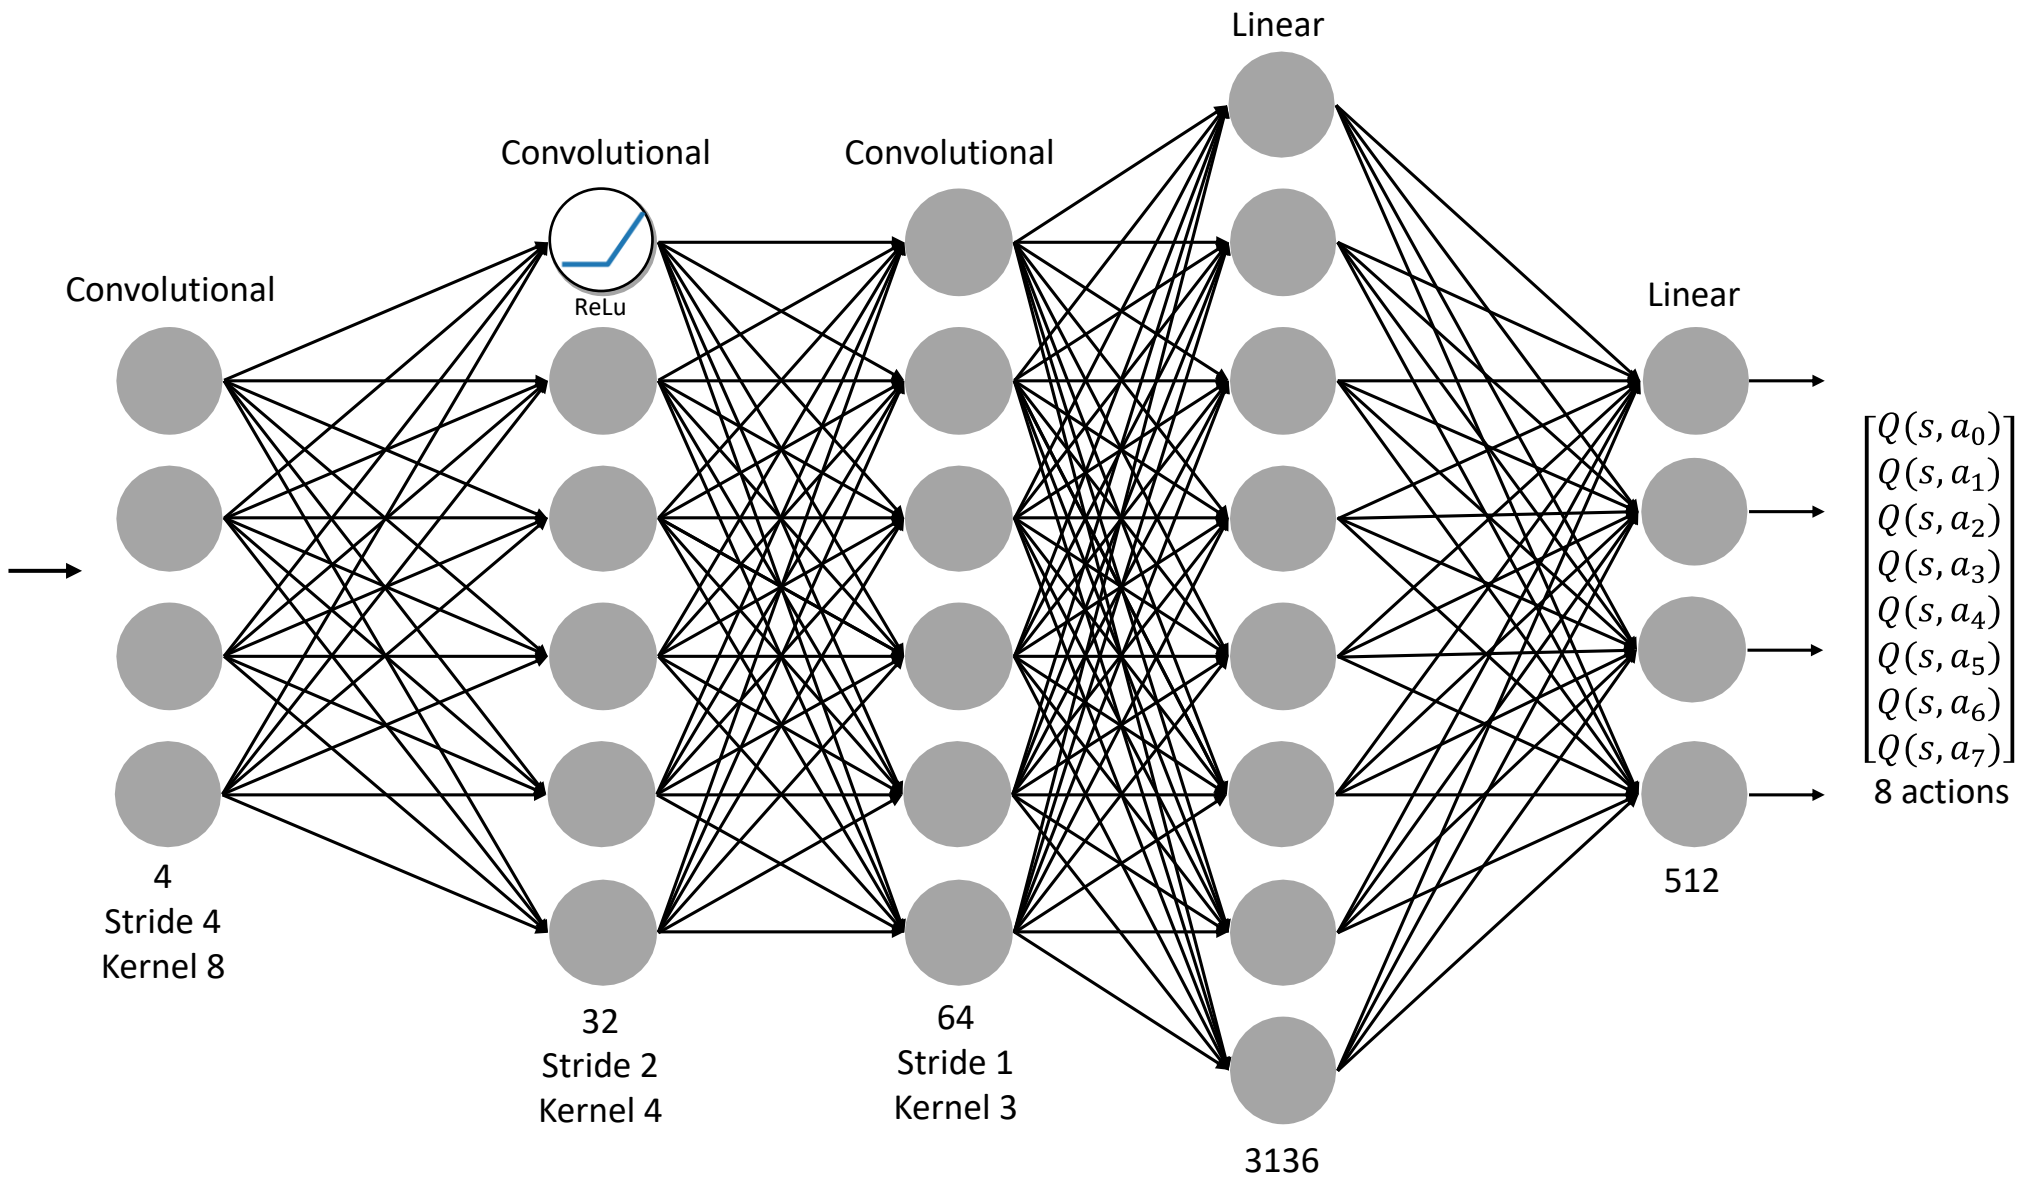 Convolutional
4
Stride 4
Kernel 8
Convolutional
ReLu
32
Stride 2
Kernel 4
Convolutional
64
Stride 1
Kernel 3
Linear
3136
Linear
512
Q(s, a₀)
Q(s, a₁)
Q(s, a₂)
Q(s, a₃)
Q(s, a₄)
Q(s, a₅)
Q(s, a₆)
Q(s, a₇)
8 actions